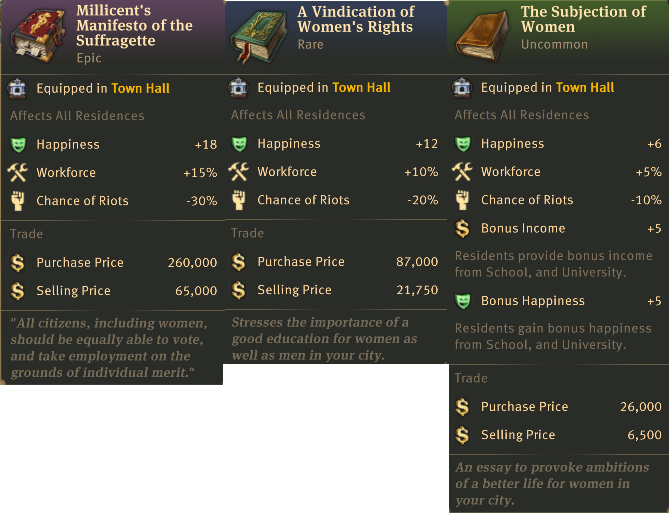 Millicent's
Manifesto of the
Suffragette
Epic
Equipped in Town Hall
Affects All Residences
Happiness +18
Workforce +15%
Chance of Riots -30%
Trade
Purchase Price 260,000
Selling Price 65,000
"All citizens, including women,
should be equally able to vote,
and take employment on the
grounds of individual merit."
A Vindication of
Women's Rights
Rare
Equipped in Town Hall
Affects All Residences
Happiness +12
Workforce +10%
Chance of Riots -20%
Trade
Purchase Price 87,000
Selling Price 21,750
Stresses the importance of a
good education for women as
well as men in your city.
The Subjection of
Women
Uncommon
Equipped in Town Hall
Affects All Residences
Happiness +6
Workforce +5%
Chance of Riots -10%
Bonus Income +5
Residents provide bonus income
from School, and University.
Bonus Happiness +5
Residents gain bonus happiness
from School, and University.
Trade
Purchase Price 26,000
Selling Price 6,500
An essay to provoke ambitions
of a better life for women in
your city.